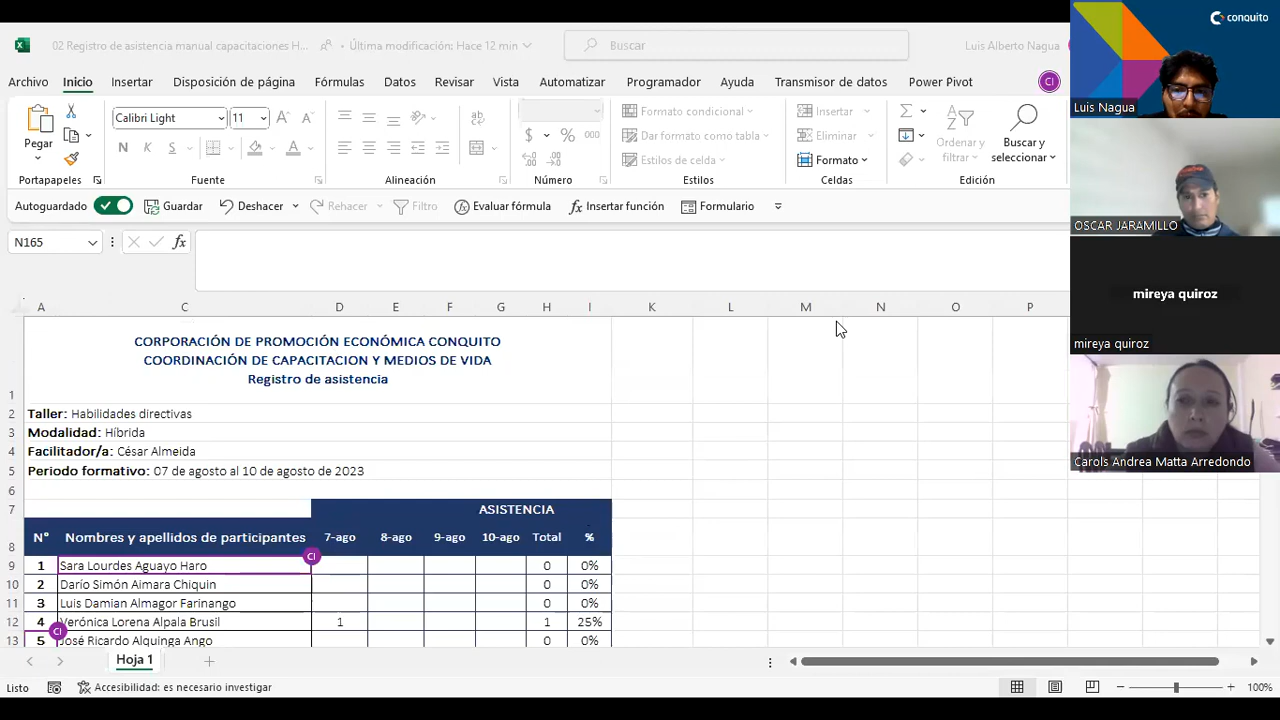 02 Registro de asistencia manual capacitaciones H...
Última modificación: Hace 12 min
Buscar
Luis Alberto Nagua
conquito
Archivo Inicio Insertar Disposición de página Fórmulas Datos Revisar Vista Automatizar Programador Ayuda Transmisor de datos Power Pivot
CI
Luis Nagua
Pegar
Calibri Light 11
N K S
$ % 000
Formato condicional
Dar formato como tabla
Estilos de celda
Insertar
Eliminar
Formato
Ordenar y filtrar
Buscar y seleccionar
Portapapeles Fuente Alineación Número Estilos Celdas Edición
Autoguardado Guardar Deshacer Rehacer Filtro Evaluar fórmula Insertar función Formulario
OSCAR JARAMILLO
N165
fx
mireya quiroz
mireya quiroz
A C D E F G H I K L M N O P
1 CORPORACIÓN DE PROMOCIÓN ECONÓMICA CONQUITO
COORDINACIÓN DE CAPACITACION Y MEDIOS DE VIDA
Registro de asistencia
2 Taller: Habilidades directivas
3 Modalidad: Híbrida
4 Facilitador/a: César Almeida
5 Periodo formativo: 07 de agosto al 10 de agosto de 2023
6
Carols Andrea Matta Arredondo
7 ASISTENCIA
8 N° Nombres y apellidos de participantes 7-ago 8-ago 9-ago 10-ago Total %
CI
9 1 Sara Lourdes Aguayo Haro 0 0%
10 2 Darío Simón Aimara Chiquin 0 0%
11 3 Luis Damian Almagor Farinango 0 0%
12 4 Verónica Lorena Alpala Brusil 1 1 25%
CI
13 5 José Ricardo Alquinga Ango 0 0%
Hoja 1
Listo Accesibilidad: es necesario investigar 100%